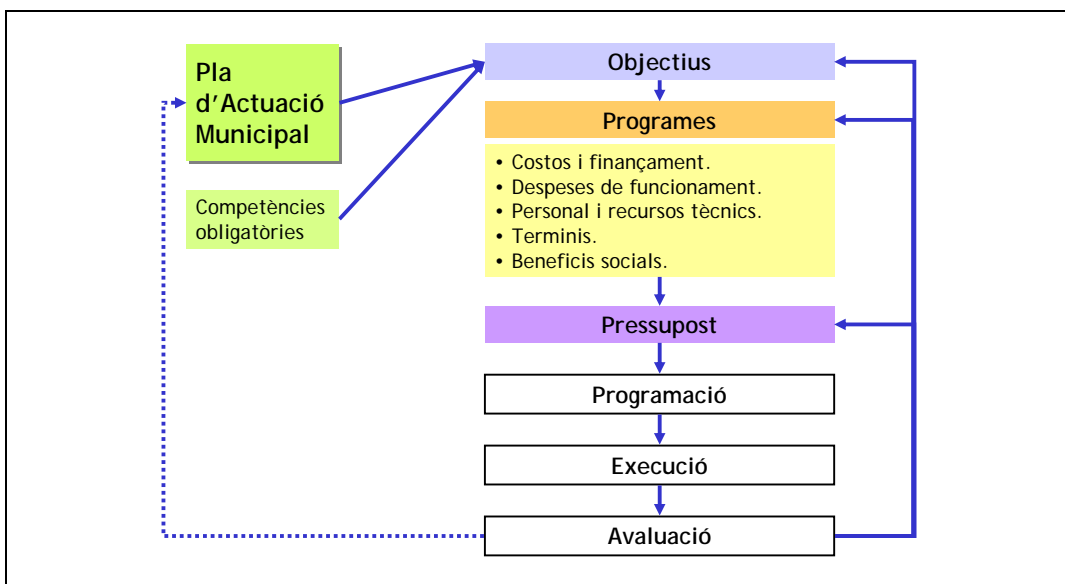 Pla
d'Actuació
Municipal
Competències
obligatòries
Objectius
Programes
• Costos i finançament.
• Despeses de funcionament.
• Personal i recursos tècnics.
• Terminis.
• Beneficis socials.
Pressupost
Programació
Execució
Avaluació